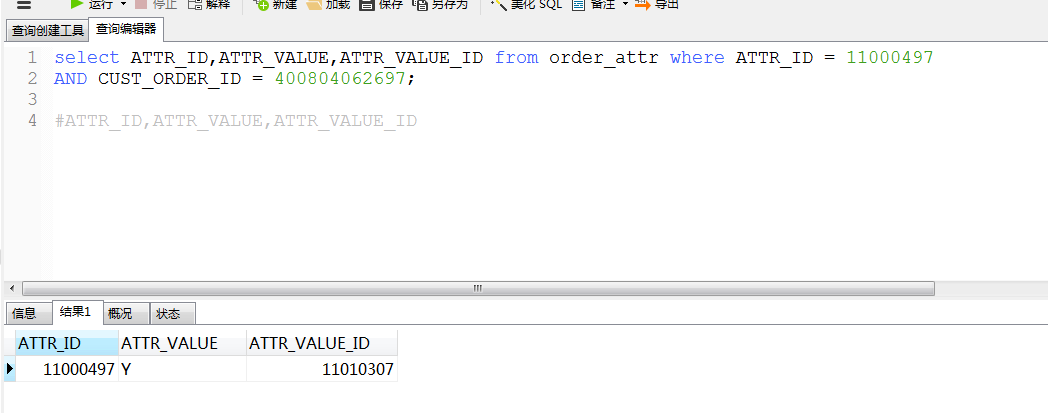 运行 停止 解释 新建 加载 保存 另存为 美化 SQL 备注 导出
查询创建工具 查询编辑器
1 select ATTR_ID,ATTR_VALUE,ATTR_VALUE_ID from order_attr where ATTR_ID = 11000497
2 AND CUST_ORDER_ID = 400804062697;
3
4 #ATTR_ID,ATTR_VALUE,ATTR_VALUE_ID
信息 结果1 概况 状态
ATTR_ID ATTR_VALUE ATTR_VALUE_ID
11000497 Y 11010307